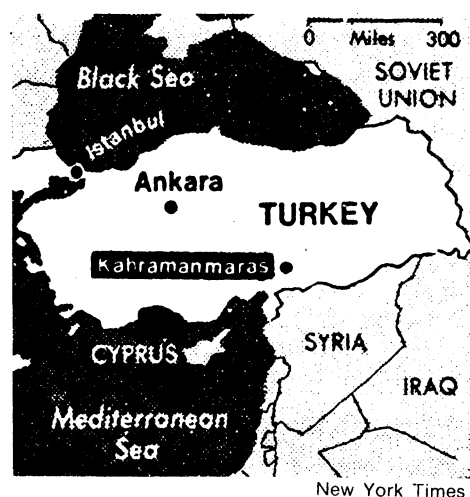 0 Miles 300
Black Sea
SOVIET
UNION
Istanbul
Ankara
TURKEY
Kahramanmaras
CYPRUS
SYRIA
IRAQ
Mediterranean
Sea
New York Times